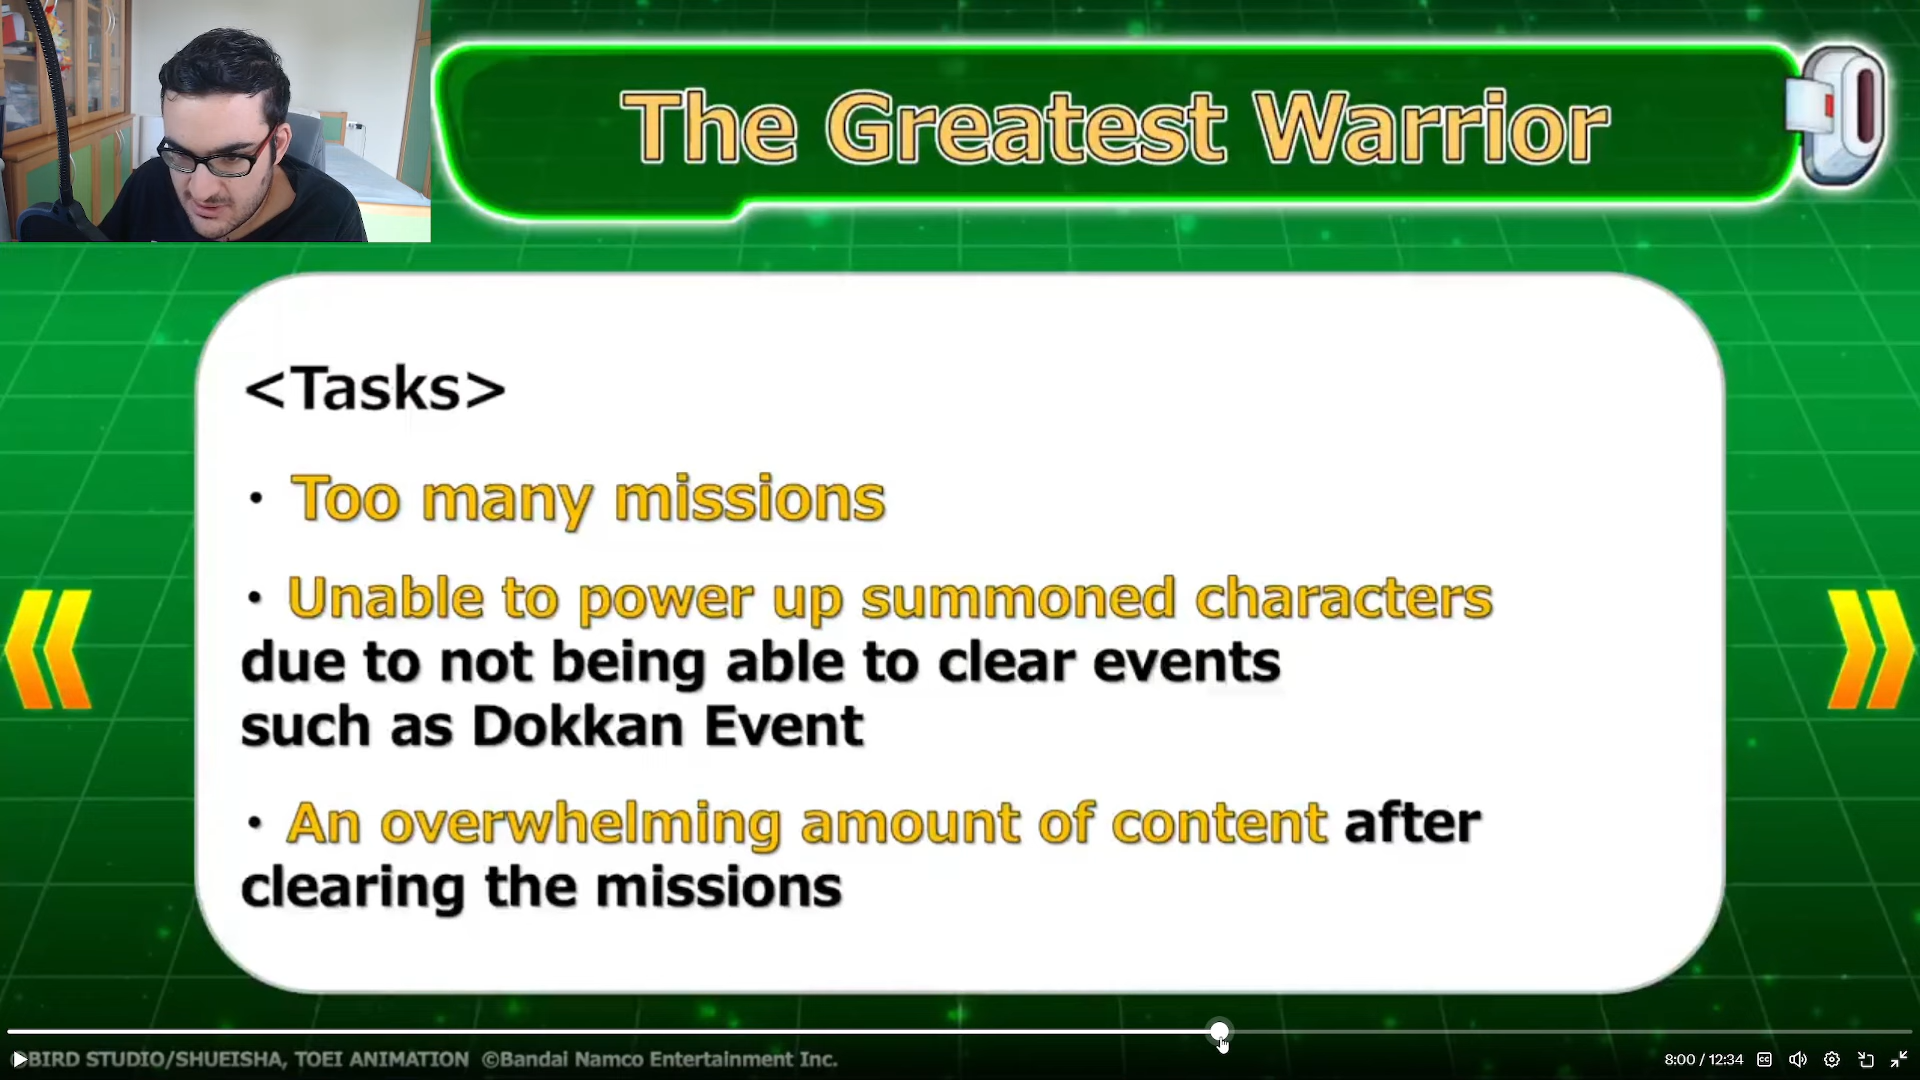 The Greatest Warrior
<Tasks>
・Too many missions
・Unable to power up summoned characters
due to not being able to clear events
such as Dokkan Event
・An overwhelming amount of content after
clearing the missions
©BIRD STUDIO/SHUEISHA, TOEI ANIMATION ©Bandai Namco Entertainment Inc.
8:00 / 12:34
CC